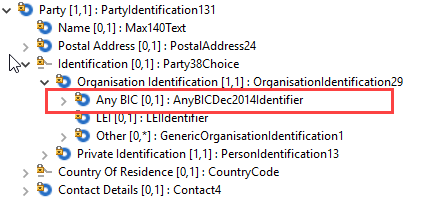 Party [1,1] : PartyIdentification131
Name [0,1] : Max140Text
Postal Address [0,1] : PostalAddress24
Identification [0,1] : Party38Choice
Organisation Identification [1,1] : OrganisationIdentification29
Any BIC [0,1] : AnyBICDec2014Identifier
LEI [0,1] : LEIIdentifier
Other [0,*] : GenericOrganisationIdentification1
Private Identification [1,1] : PersonIdentification13
Country Of Residence [0,1] : CountryCode
Contact Details [0,1] : Contact4